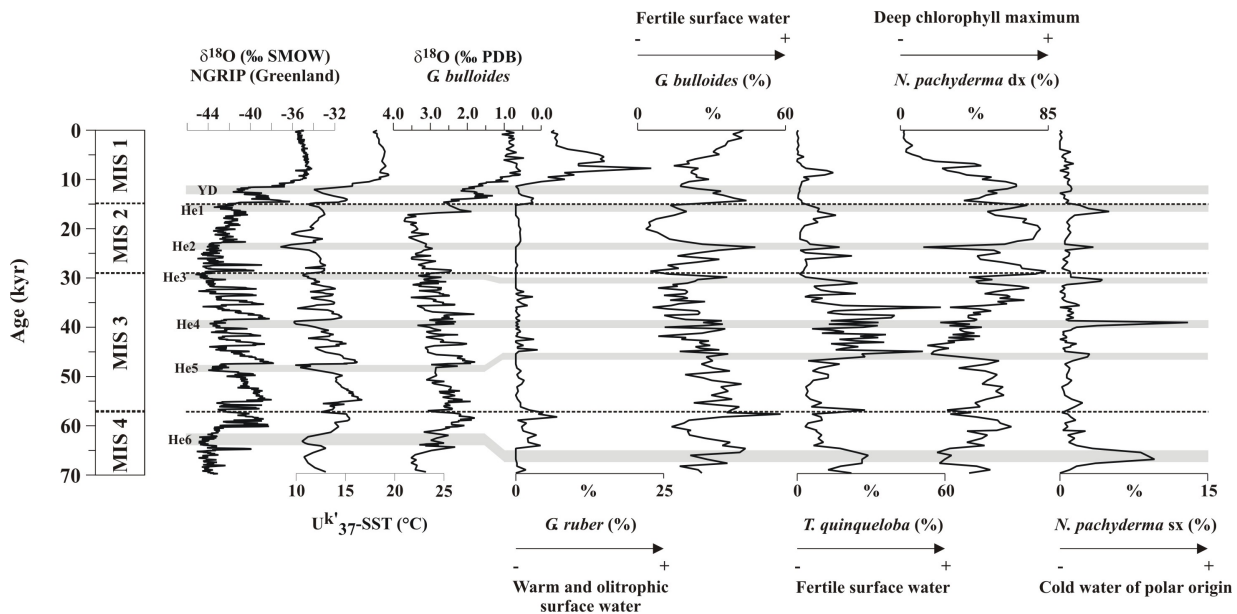 Fertile surface water
- +
Deep chlorophyll maximum
- +
δ18O (‰ SMOW)
NGRIP (Greenland)
δ18O (‰ PDB)
G. bulloides
G. bulloides (%)
N. pachyderma dx (%)
-44 -40 -36 -32
4.0 3.0 2.0 1.0 0.0
0 % 60
0 % 85
Age (kyr)
0
10
20
30
40
50
60
70
MIS 1
MIS 2
MIS 3
MIS 4
YD
He1
He2
He3
He4
He5
He6
10 15 20 25
0 % 25
0 60
0 % 15
Uk'37-SST (°C)
G. ruber (%)
T. quinqueloba (%)
N. pachyderma sx (%)
- +
- +
- +
Warm and olitrophic
surface water
Fertile surface water
Cold water of polar origin